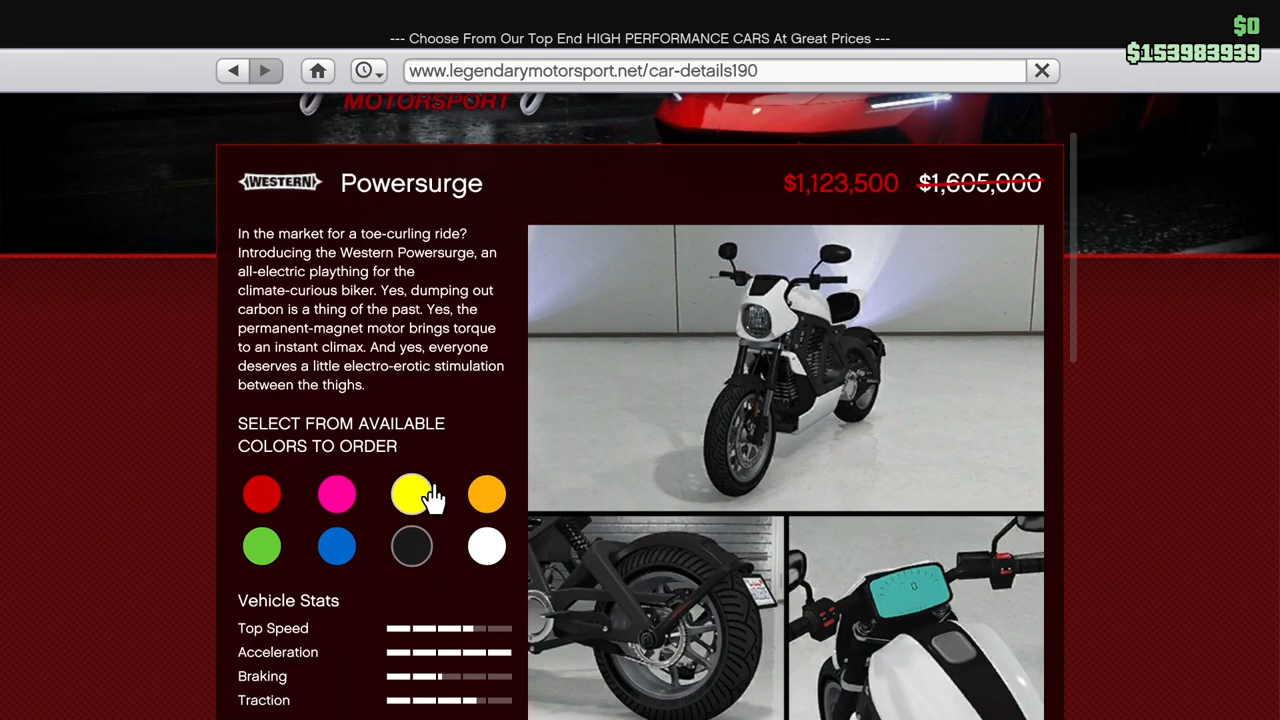 $0
--- Choose From Our Top End HIGH PERFORMANCE CARS At Great Prices ---
$153983939
www.legendarymotorsport.net/car-details190
MOTORSPORT
WESTERN
Powersurge
$1,123,500 $1,605,000
In the market for a toe-curling ride?
Introducing the Western Powersurge, an
all-electric plaything for the
climate-curious biker. Yes, dumping out
carbon is a thing of the past. Yes, the
permanent-magnet motor brings torque
to an instant climax. And yes, everyone
deserves a little electro-erotic stimulation
between the thighs.
SELECT FROM AVAILABLE
COLORS TO ORDER
Vehicle Stats
Top Speed
Acceleration
Braking
Traction
0